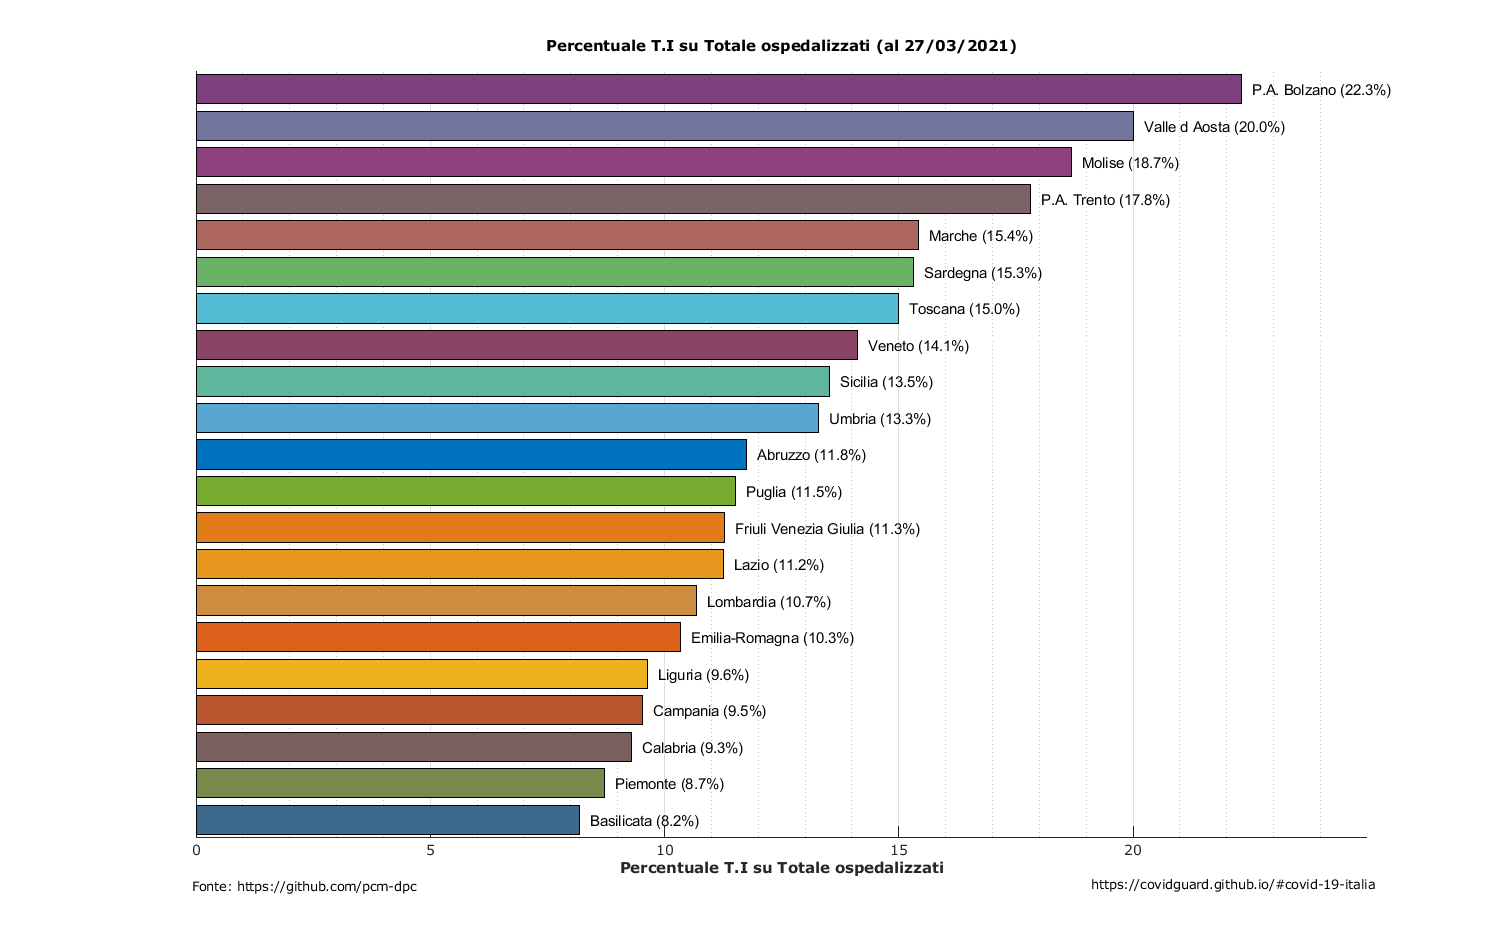 Percentuale T.I su Totale ospedalizzati (al 27/03/2021)
P.A. Bolzano (22.3%)
Valle d Aosta (20.0%)
Molise (18.7%)
P.A. Trento (17.8%)
Marche (15.4%)
Sardegna (15.3%)
Toscana (15.0%)
Veneto (14.1%)
Sicilia (13.5%)
Umbria (13.3%)
Abruzzo (11.8%)
Puglia (11.5%)
Friuli Venezia Giulia (11.3%)
Lazio (11.2%)
Lombardia (10.7%)
Emilia-Romagna (10.3%)
Liguria (9.6%)
Campania (9.5%)
Calabria (9.3%)
Piemonte (8.7%)
Basilicata (8.2%)
0 5 10 15 20
Percentuale T.I su Totale ospedalizzati
Fonte: https://github.com/pcm-dpc
https://covidguard.github.io/#covid-19-italia